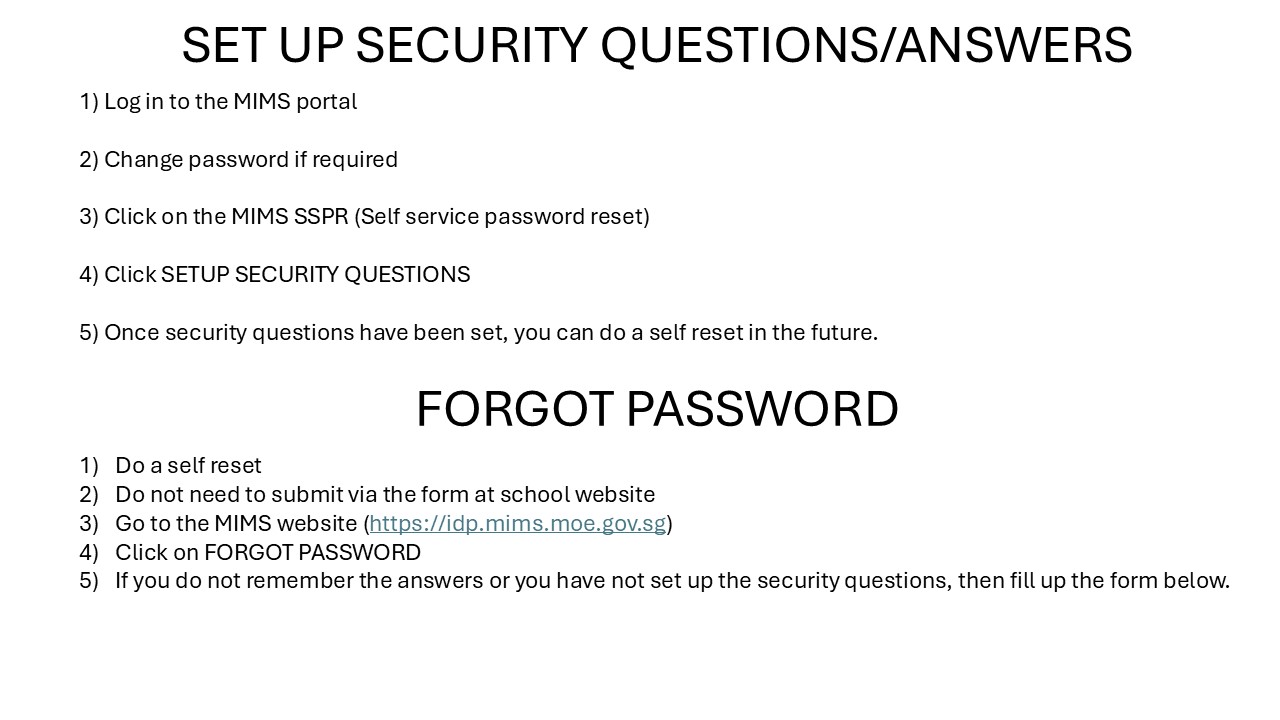 SET UP SECURITY QUESTIONS/ANSWERS
1) Log in to the MIMS portal
2) Change password if required
3) Click on the MIMS SSPR (Self service password reset)
4) Click SETUP SECURITY QUESTIONS
5) Once security questions have been set, you can do a self reset in the future.
FORGOT PASSWORD
1) Do a self reset
2) Do not need to submit via the form at school website
3) Go to the MIMS website (https://idp.mims.moe.gov.sg)
4) Click on FORGOT PASSWORD
5) If you do not remember the answers or you have not set up the security questions, then fill up the form below.